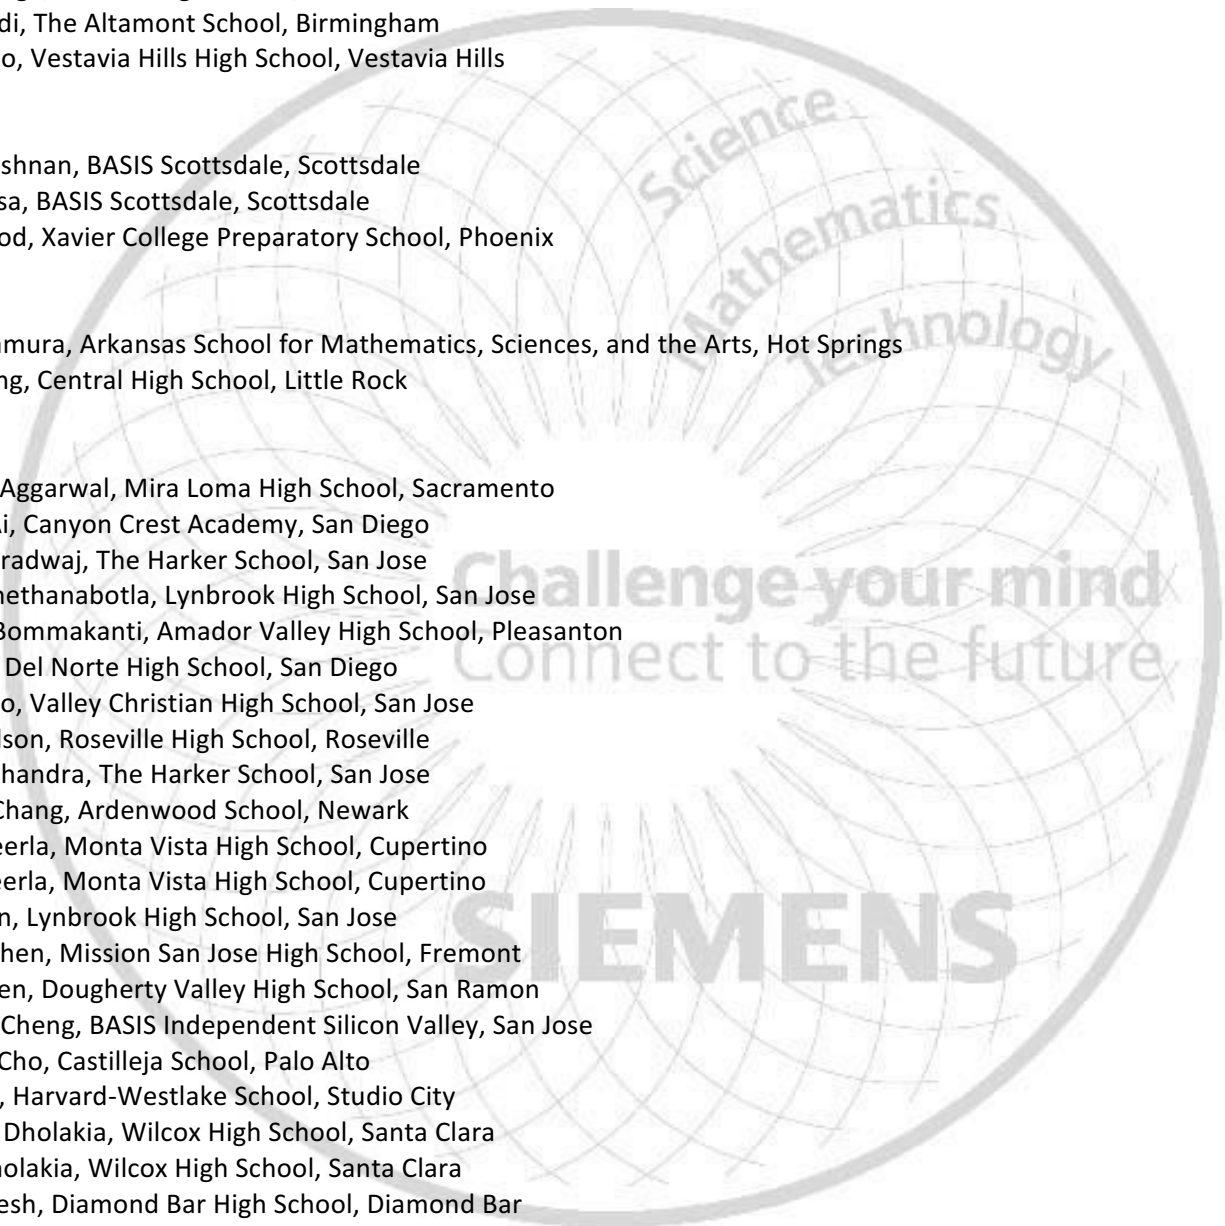 di, The Altamont School, Birmingham
o, Vestavia Hills High School, Vestavia Hills
shnan, BASIS Scottsdale, Scottsdale
sa, BASIS Scottsdale, Scottsdale
od, Xavier College Preparatory School, Phoenix
amura, Arkansas School for Mathematics, Sciences, and the Arts, Hot Springs
ng, Central High School, Little Rock
Aggarwal, Mira Loma High School, Sacramento
Ai, Canyon Crest Academy, San Diego
radwaj, The Harker School, San Jose
hethanabotla, Lynbrook High School, San Jose
Bommakanti, Amador Valley High School, Pleasanton
Del Norte High School, San Diego
o, Valley Christian High School, San Jose
lson, Roseville High School, Roseville
handra, The Harker School, San Jose
Chang, Ardenwood School, Newark
eerla, Monta Vista High School, Cupertino
eerla, Monta Vista High School, Cupertino
n, Lynbrook High School, San Jose
hen, Mission San Jose High School, Fremont
en, Dougherty Valley High School, San Ramon
Cheng, BASIS Independent Silicon Valley, San Jose
Cho, Castilleja School, Palo Alto
, Harvard-Westlake School, Studio City
Dholakia, Wilcox High School, Santa Clara
olakia, Wilcox High School, Santa Clara
esh, Diamond Bar High School, Diamond Bar
Science
Mathematics
Technology
Challenge your mind
Connect to the future
SIEMENS